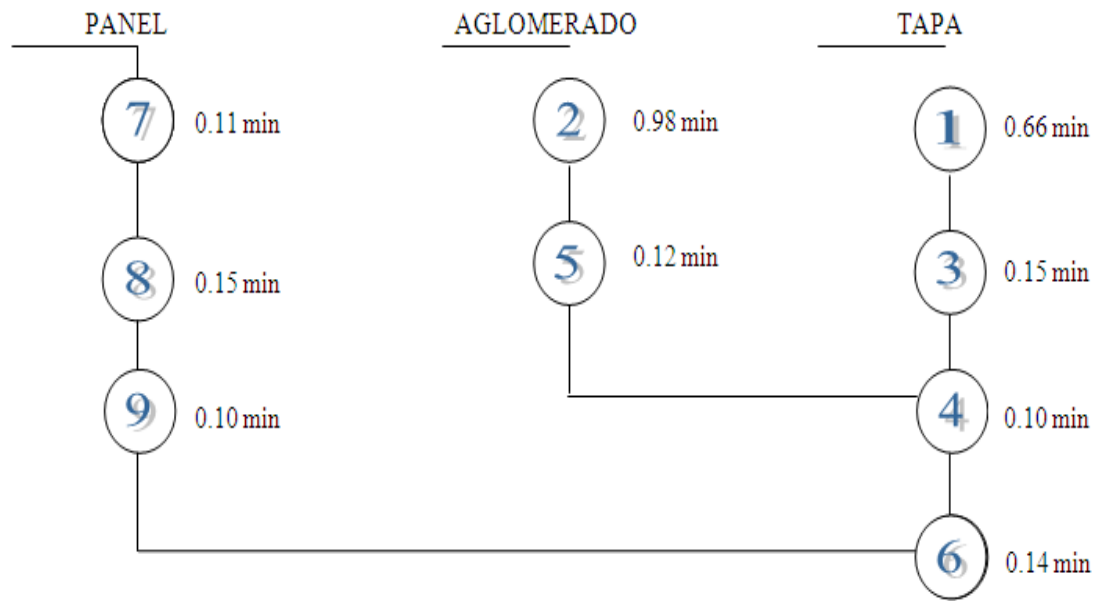 PANEL AGLOMERADO TAPA
7 0.11 min 2 0.98 min 1 0.66 min
8 0.15 min 5 0.12 min 3 0.15 min
9 0.10 min 4 0.10 min
6 0.14 min